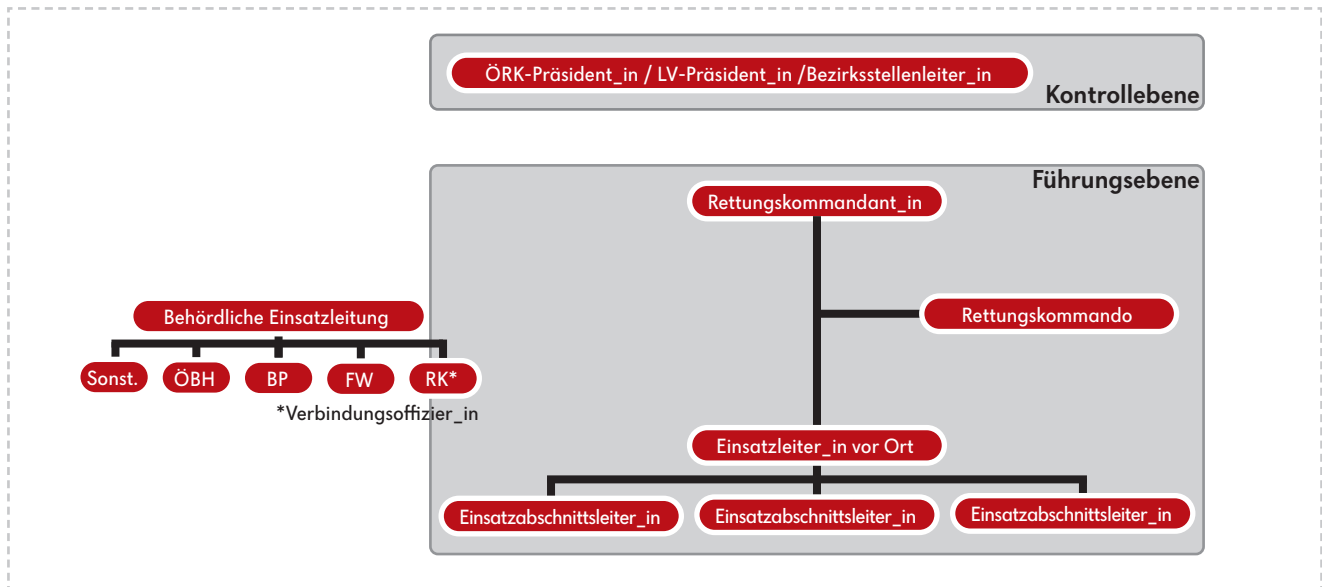 ÖRK-Präsident_in / LV-Präsident_in /Bezirksstellenleiter_in
Kontrollebene
Führungsebene
Rettungskommandant_in
Behördliche Einsatzleitung
Rettungskommando
Sonst.
ÖBH
BP
FW
RK*
*Verbindungsoffizier_in
Einsatzleiter_in vor Ort
Einsatzabschnittsleiter_in
Einsatzabschnittsleiter_in
Einsatzabschnittsleiter_in